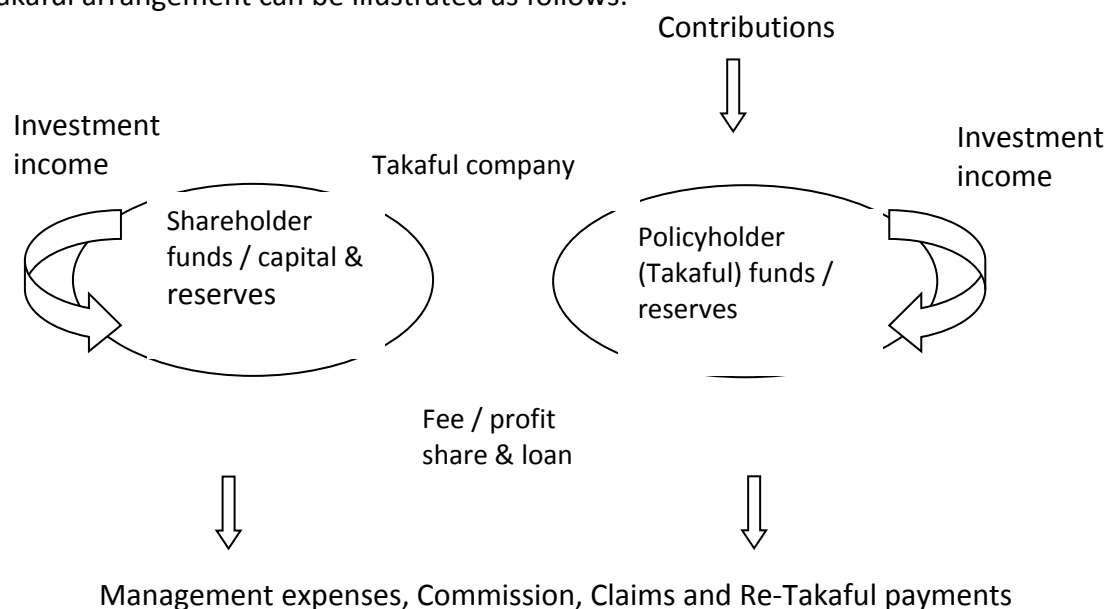 akaful arrangement can be illustrated as follows:
Contributions
Investment
income
Takaful company
Investment
income
Shareholder
funds / capital &
reserves
Policyholder
(Takaful) funds /
reserves
Fee / profit
share & loan
Management expenses, Commission, Claims and Re-Takaful payments